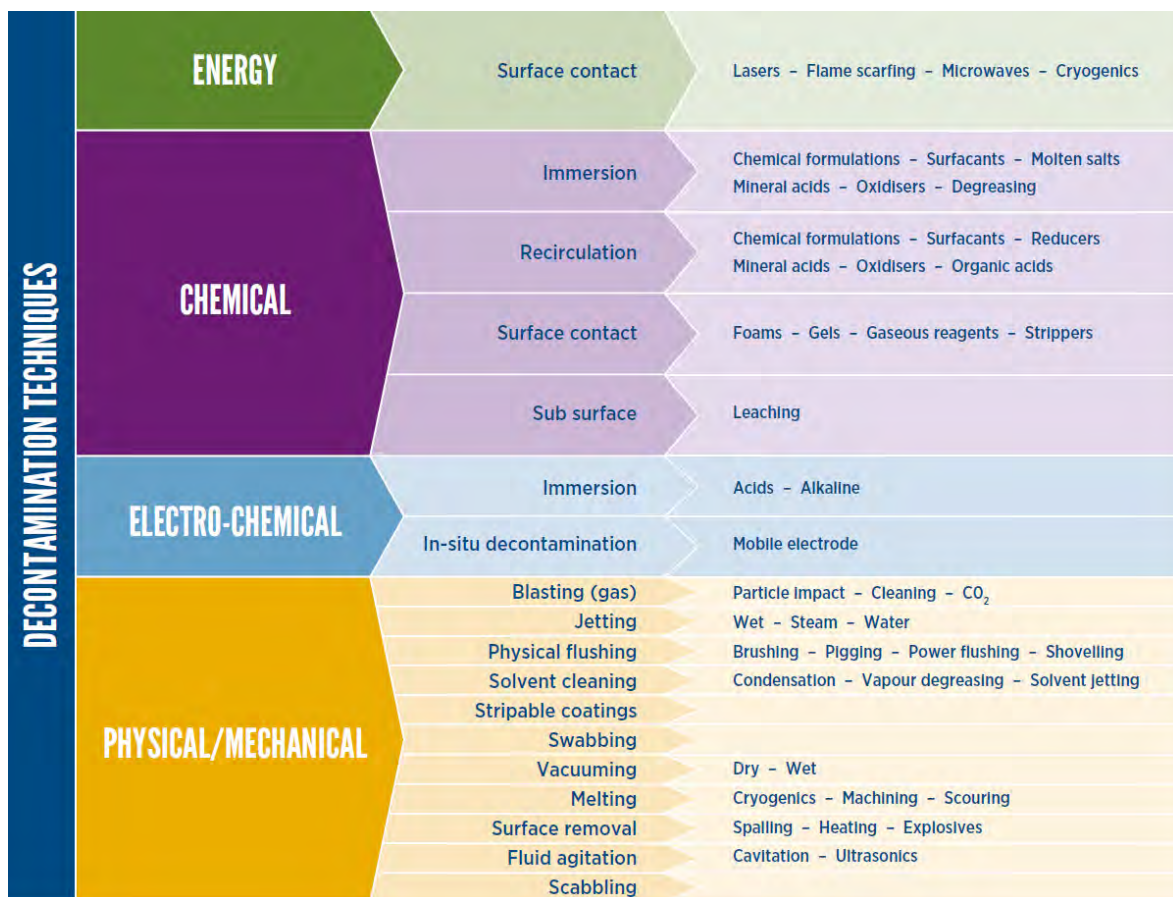 DECONTAMINATION TECHNIQUES
ENERGY
Surface contact
Lasers – Flame scarfing – Microwaves – Cryogenics
CHEMICAL
Immersion
Chemical formulations – Surfacants – Molten salts
Mineral acids – Oxidisers – Degreasing
Recirculation
Chemical formulations – Surfacants – Reducers
Mineral acids – Oxidisers – Organic acids
Surface contact
Foams – Gels – Gaseous reagents – Strippers
Sub surface
Leaching
ELECTRO-CHEMICAL
Immersion
Acids – Alkaline
In-situ decontamination
Mobile electrode
PHYSICAL/MECHANICAL
Blasting (gas)
Particle impact – Cleaning – CO₂
Jetting
Wet – Steam – Water
Physical flushing
Brushing – Pigging – Power flushing – Shovelling
Solvent cleaning
Condensation – Vapour degreasing – Solvent jetting
Stripable coatings
Swabbing
Vacuuming
Dry – Wet
Melting
Cryogenics – Machining – Scouring
Surface removal
Spalling – Heating – Explosives
Fluid agitation
Cavitation – Ultrasonics
Scabbling